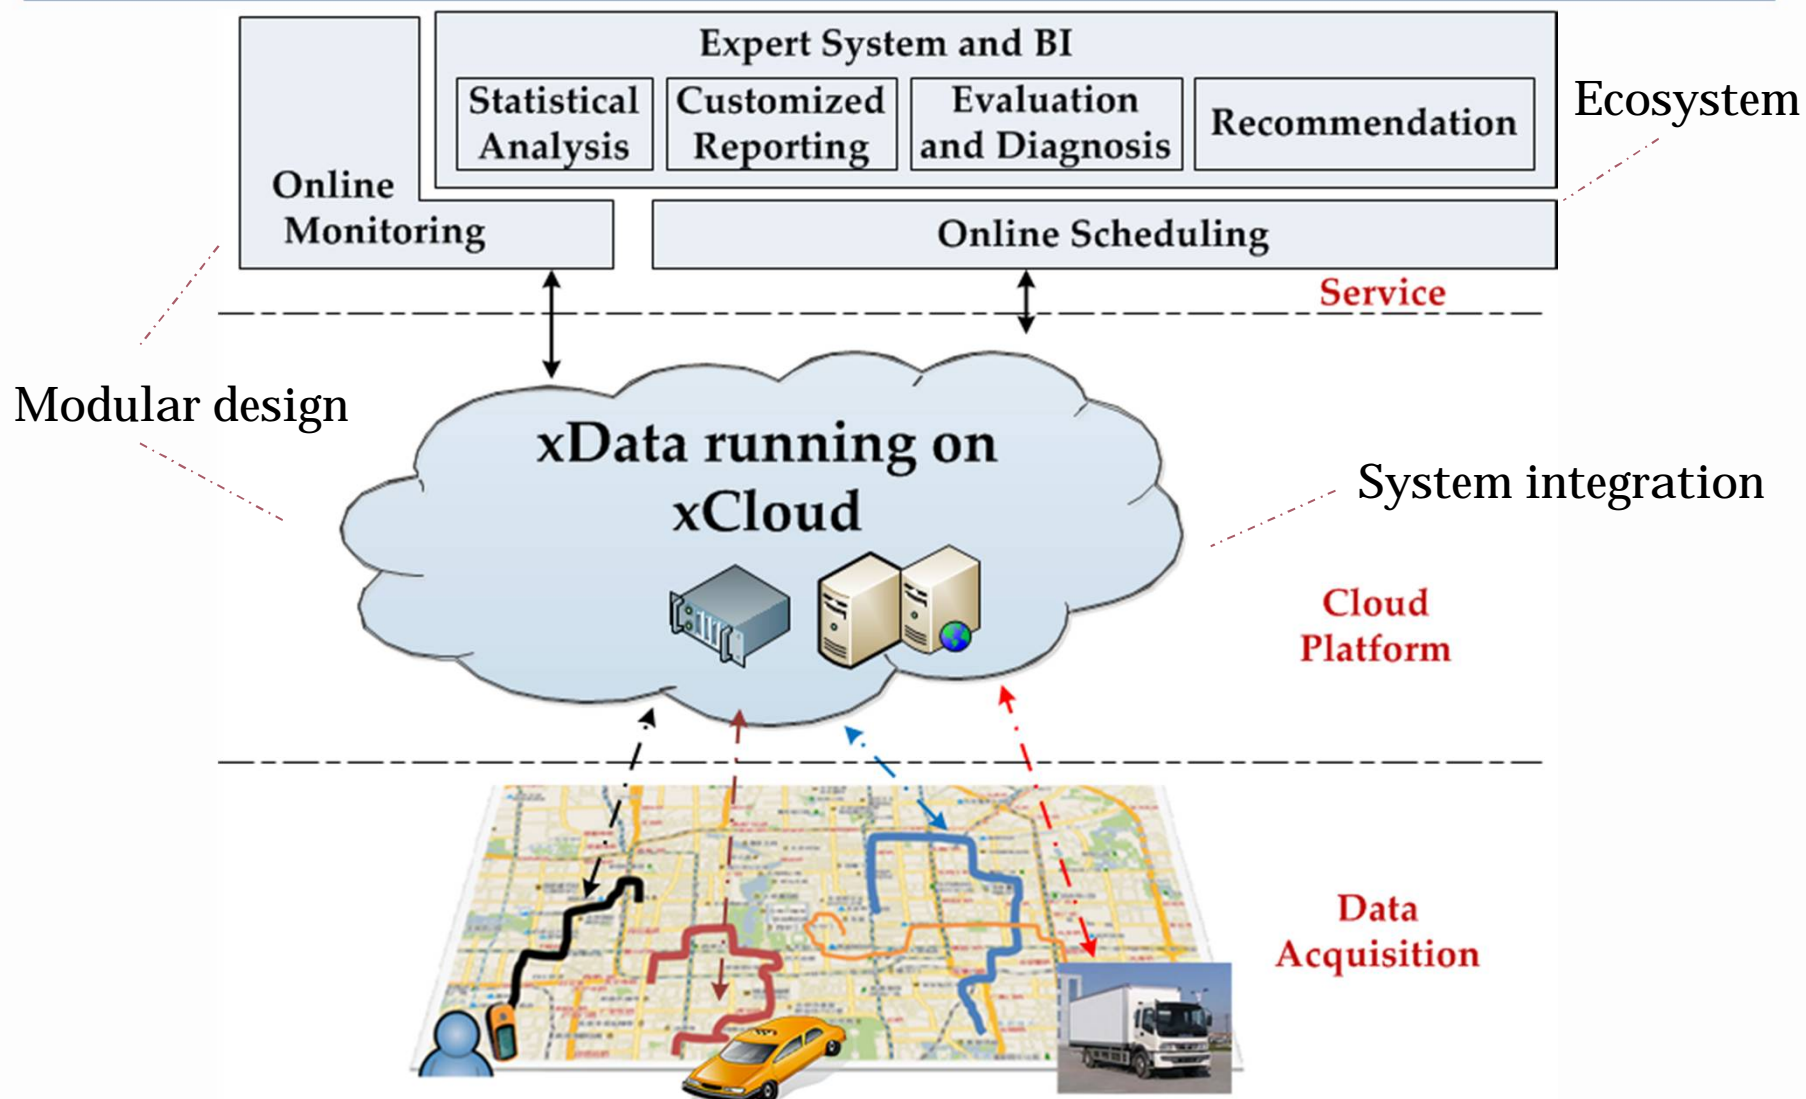 Expert System and BI
Statistical
Analysis
Customized
Reporting
Evaluation
and Diagnosis
Recommendation
Ecosystem
Online
Monitoring
Online Scheduling
Service
Modular design
xData running on
xCloud
System integration
Cloud
Platform
Data
Acquisition